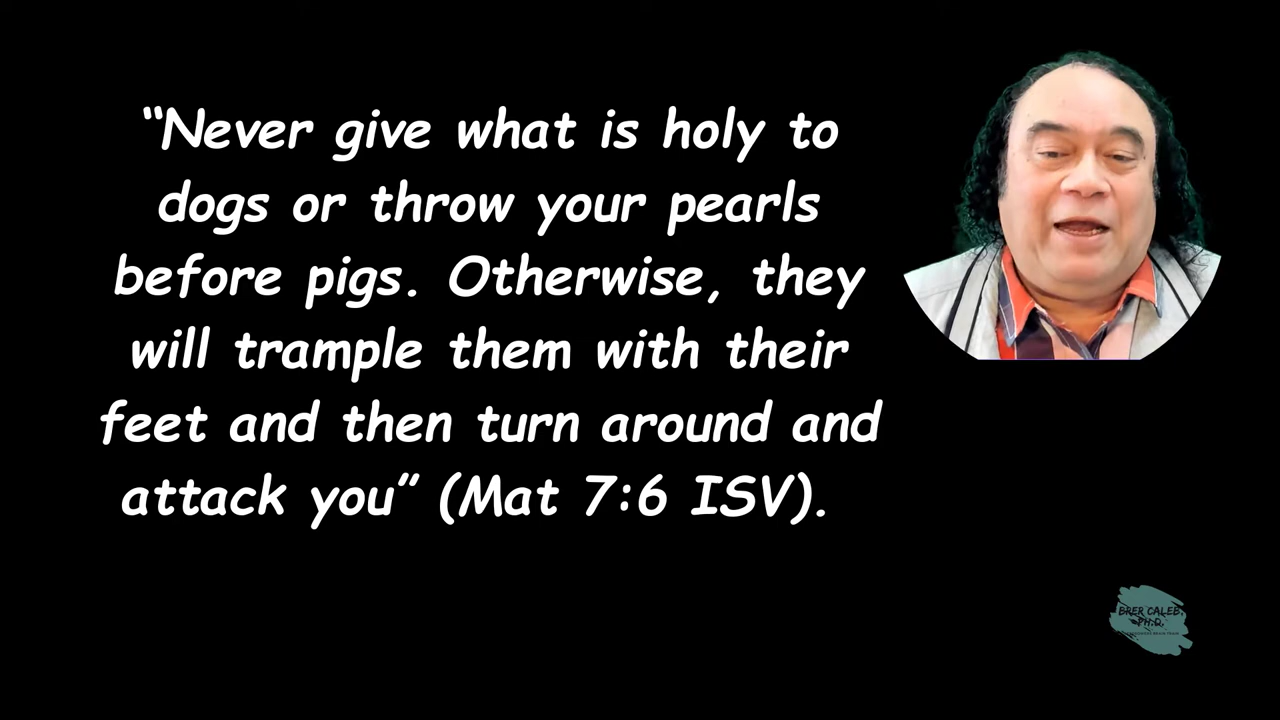 “Never give what is holy to
dogs or throw your pearls
before pigs. Otherwise, they
will trample them with their
feet and then turn around and
attack you” (Mat 7:6 ISV).
BRER CALEB,
PH.D.